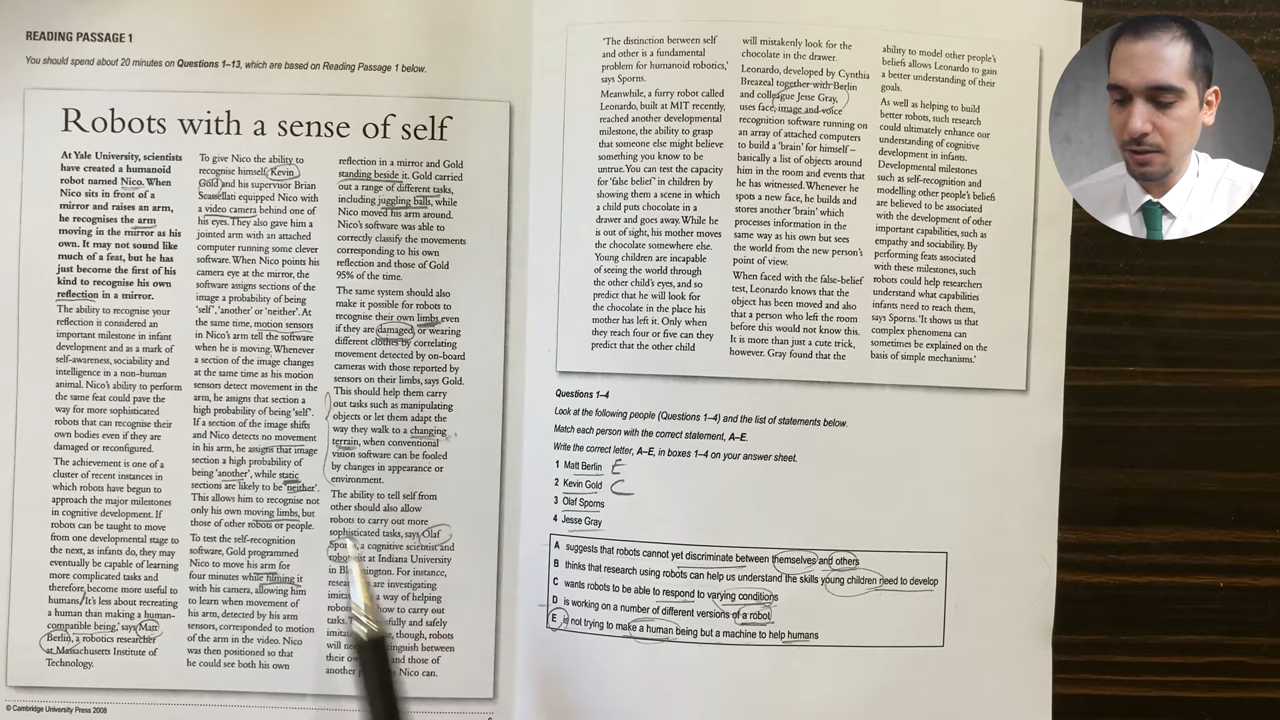 READING PASSAGE 1
You should spend about 20 minutes on Questions 1–13, which are based on Reading Passage 1 below.
Robots with a sense of self
At Yale University, scientists
have created a humanoid
robot named Nico. When
Nico sits in front of a
mirror and raises an arm,
he recognises the arm
moving in the mirror as his
own. It may not sound like
much of a feat, but he has
just become the first of his
kind to recognise his own
reflection in a mirror.
The ability to recognise your
reflection is considered an
important milestone in infant
development and as a mark of
self-awareness, sociability and
intelligence in a non-human
animal. Nico's ability to perform
the same feat could pave the
way for more sophisticated
robots that can recognise their
own bodies even if they are
damaged or reconfigured.
The achievement is one of a
cluster of recent instances in
which robots have begun to
approach the major milestones
in cognitive development. If
robots can be taught to move
from one developmental stage to
the next, as infants do, they may
eventually be capable of learning
more complicated tasks and
therefore become more useful to
humans. 'It's less about recreating
a human than making a human-
compatible being,' says Matt
Berlin, a robotics researcher
at Massachusetts Institute of
Technology.
To give Nico the ability to
recognise himself, Kevin
Gold and his supervisor Brian
Scassellati equipped Nico with
a video camera behind one of
his eyes. They also gave him a
jointed arm with an attached
computer running some clever
software. When Nico points his
camera eye at the mirror, the
software assigns sections of the
image a probability of being
'self', 'another' or 'neither'. At
the same time, motion sensors
in Nico's arm tell the software
when he is moving. Whenever
a section of the image changes
at the same time as his motion
sensors detect movement in the
arm, he assigns that section a
high probability of being 'self'.
If a section of the image shifts
and Nico detects no movement
in his arm, he assigns that image
section a high probability of
being 'another', while static
sections are likely to be 'neither'.
This allows him to recognise not
only his own moving limbs, but
those of other robots or people.
To test the self-recognition
software, Gold programmed
Nico to move his arm for
four minutes while filming it
with his camera, allowing him
to learn when movement of
his arm, detected by his arm
sensors, corresponded to motion
of the arm in the video. Nico
was then positioned so that
he could see both his own
reflection in a mirror and Gold
standing beside it. Gold carried
out a range of different tasks,
including juggling balls, while
Nico moved his arm around.
Nico's software was able to
correctly classify the movements
corresponding to his own
reflection and those of Gold
95% of the time.
The same system should also
make it possible for robots to
recognise their own limbs even
if they are damaged, or wearing
different clothes by correlating
movement detected by on-board
cameras with those reported by
sensors on their limbs, says Gold.
This should help them carry
out tasks such as manipulating
objects or let them adapt the
way they walk to a changing
terrain, when conventional
vision software can be fooled
by changes in appearance or
environment.
The ability to tell self from
other should also allow
robots to carry out more
sophisticated tasks, says Olaf
a cognitive scientist and
at Indiana University
in For instance,
are investigating
a way of helping
how to carry out
tasks. and safely
though, robots
will
their and those of
another Nico can.
© Cambridge University Press 2008
'The distinction between self
and other is a fundamental
problem for humanoid robotics,'
says Sporns.
Meanwhile, a furry robot called
Leonardo, built at MIT recently,
reached another developmental
milestone, the ability to grasp
that someone else might believe
something you know to be
untrue. You can test the capacity
for 'false belief' in children by
showing them a scene in which
a child puts chocolate in a
drawer and goes away. While he
is out of sight, his mother moves
the chocolate somewhere else.
Young children are incapable
of seeing the world through
the other child's eyes, and so
predict that he will look for
the chocolate in the place his
mother has left it. Only when
they reach four or five can they
predict that the other child
will mistakenly look for the
chocolate in the drawer.
Leonardo, developed by Cynthia
Breazeal together with Berlin
and colleague Jesse Gray,
uses face, image and voice
recognition software running on
an array of attached computers
to build a 'brain' for himself –
basically a list of objects around
him in the room and events that
he has witnessed. Whenever he
spots a new face, he builds and
stores another 'brain' which
processes information in the
same way as his own but sees
the world from the new person's
point of view.
When faced with the false-belief
test, Leonardo knows that the
object has been moved and also
that a person who left the room
before this would not know this.
It is more than just a cute trick,
however. Gray found that the
ability to model other people's
beliefs allows Leonardo to gain
a better understanding of their
goals.
As well as helping to build
better robots, such research
could ultimately enhance our
understanding of cognitive
development in infants.
Developmental milestones
such as self-recognition and
modelling other people's beliefs
are believed to be associated
with the development of other
important capabilities, such as
empathy and sociability. By
performing feats associated
with these milestones, such
robots could help researchers
understand what capabilities
infants need to reach them,
says Sporns. 'It shows us that
complex phenomena can
sometimes be explained on the
basis of simple mechanisms.'
Questions 1–4
Look at the following people (Questions 1–4) and the list of statements below.
Match each person with the correct statement, A–E.
Write the correct letter, A–E, in boxes 1–4 on your answer sheet.
1 Matt Berlin E
2 Kevin Gold C
3 Olaf Sporns
4 Jesse Gray
A suggests that robots cannot yet discriminate between themselves and others
B thinks that research using robots can help us understand the skills young children need to develop
C wants robots to be able to respond to varying conditions
D is working on a number of different versions of a robot
E is not trying to make a human being but a machine to help humans